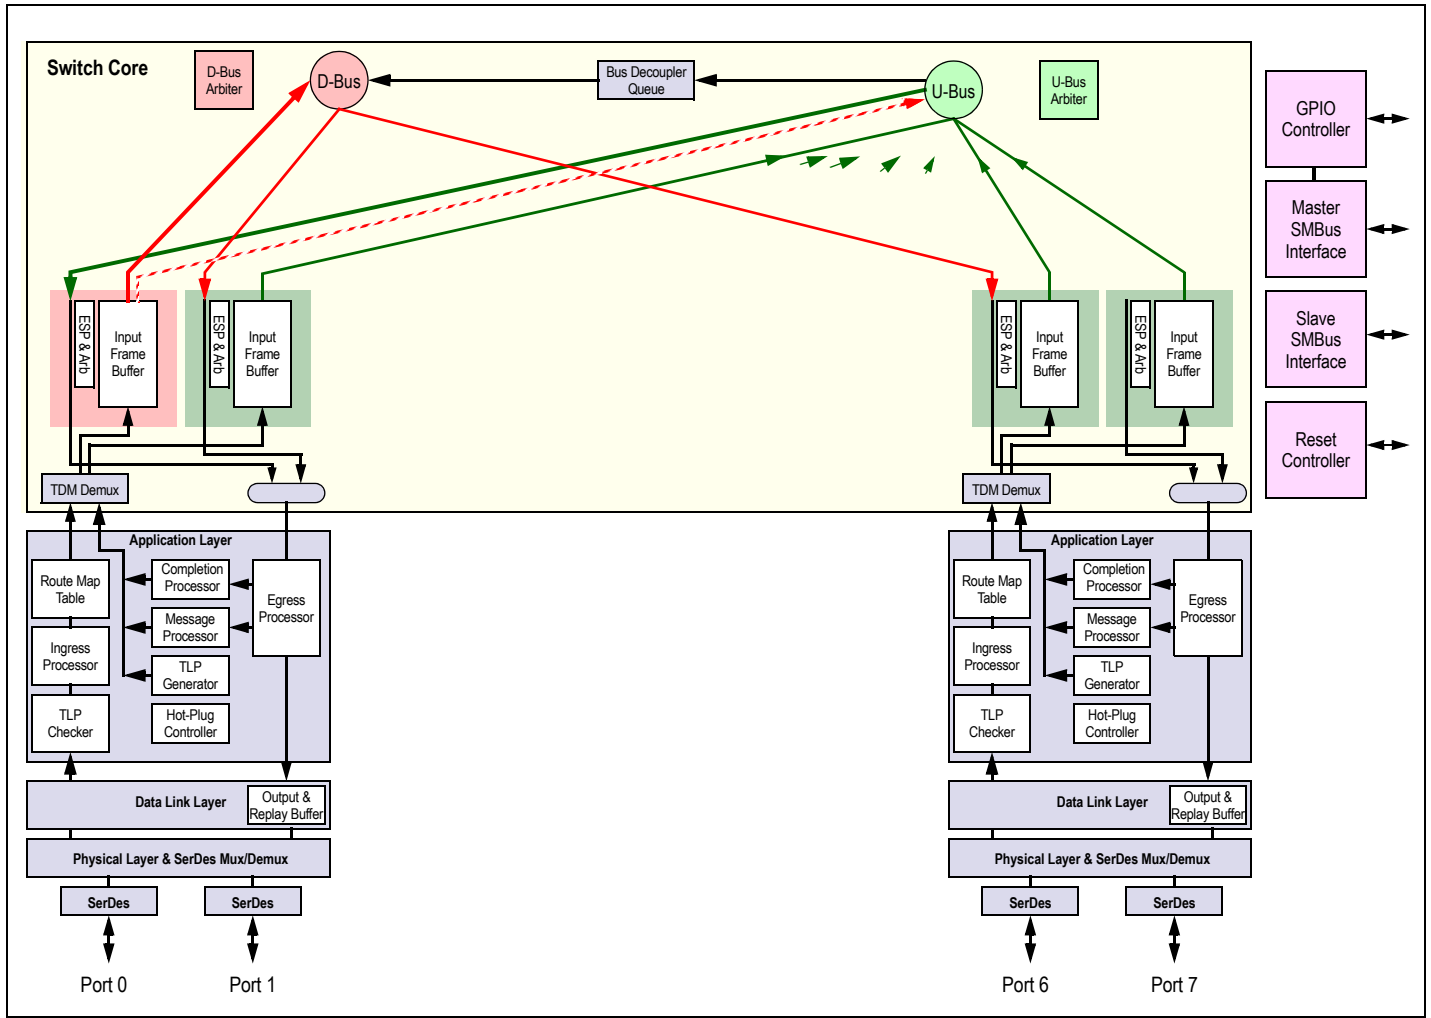 Switch Core
D-Bus
Arbiter
D-Bus
Bus Decoupler
Queue
U-Bus
U-Bus
Arbiter
GPIO
Controller
Master
SMBus
Interface
Slave
SMBus
Interface
Reset
Controller
ESP & Arb
Input
Frame
Buffer
ESP & Arb
Input
Frame
Buffer
ESP & Arb
Input
Frame
Buffer
ESP & Arb
Input
Frame
Buffer
TDM Demux
TDM Demux
Application Layer
Route Map
Table
Completion
Processor
Egress
Processor
Message
Processor
Ingress
Processor
TLP
Generator
TLP
Checker
Hot-Plug
Controller
Data Link Layer
Output &
Replay Buffer
Physical Layer & SerDes Mux/Demux
SerDes
SerDes
Port 0
Port 1
Application Layer
Route Map
Table
Completion
Processor
Egress
Processor
Message
Processor
Ingress
Processor
TLP
Generator
TLP
Checker
Hot-Plug
Controller
Data Link Layer
Output &
Replay Buffer
Physical Layer & SerDes Mux/Demux
SerDes
SerDes
Port 6
Port 7